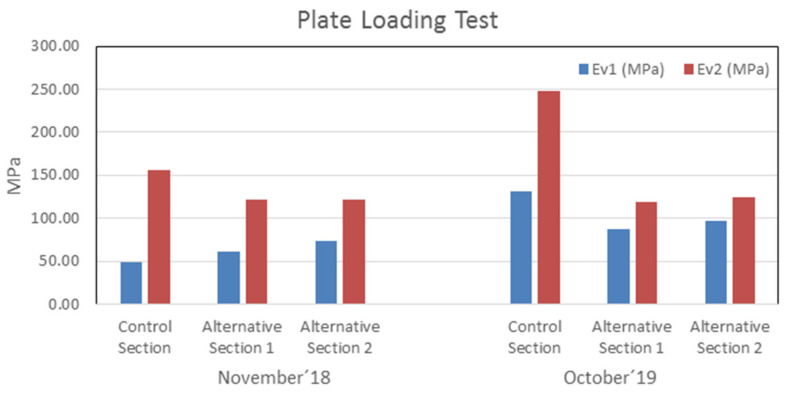 Plate Loading Test
300.00
250.00
200.00
150.00
100.00
50.00
0.00
MPa
Ev1 (MPa) Ev2 (MPa)
Control Section
Alternative Section 1
Alternative Section 2
Control Section
Alternative Section 1
Alternative Section 2
November´18
October´19